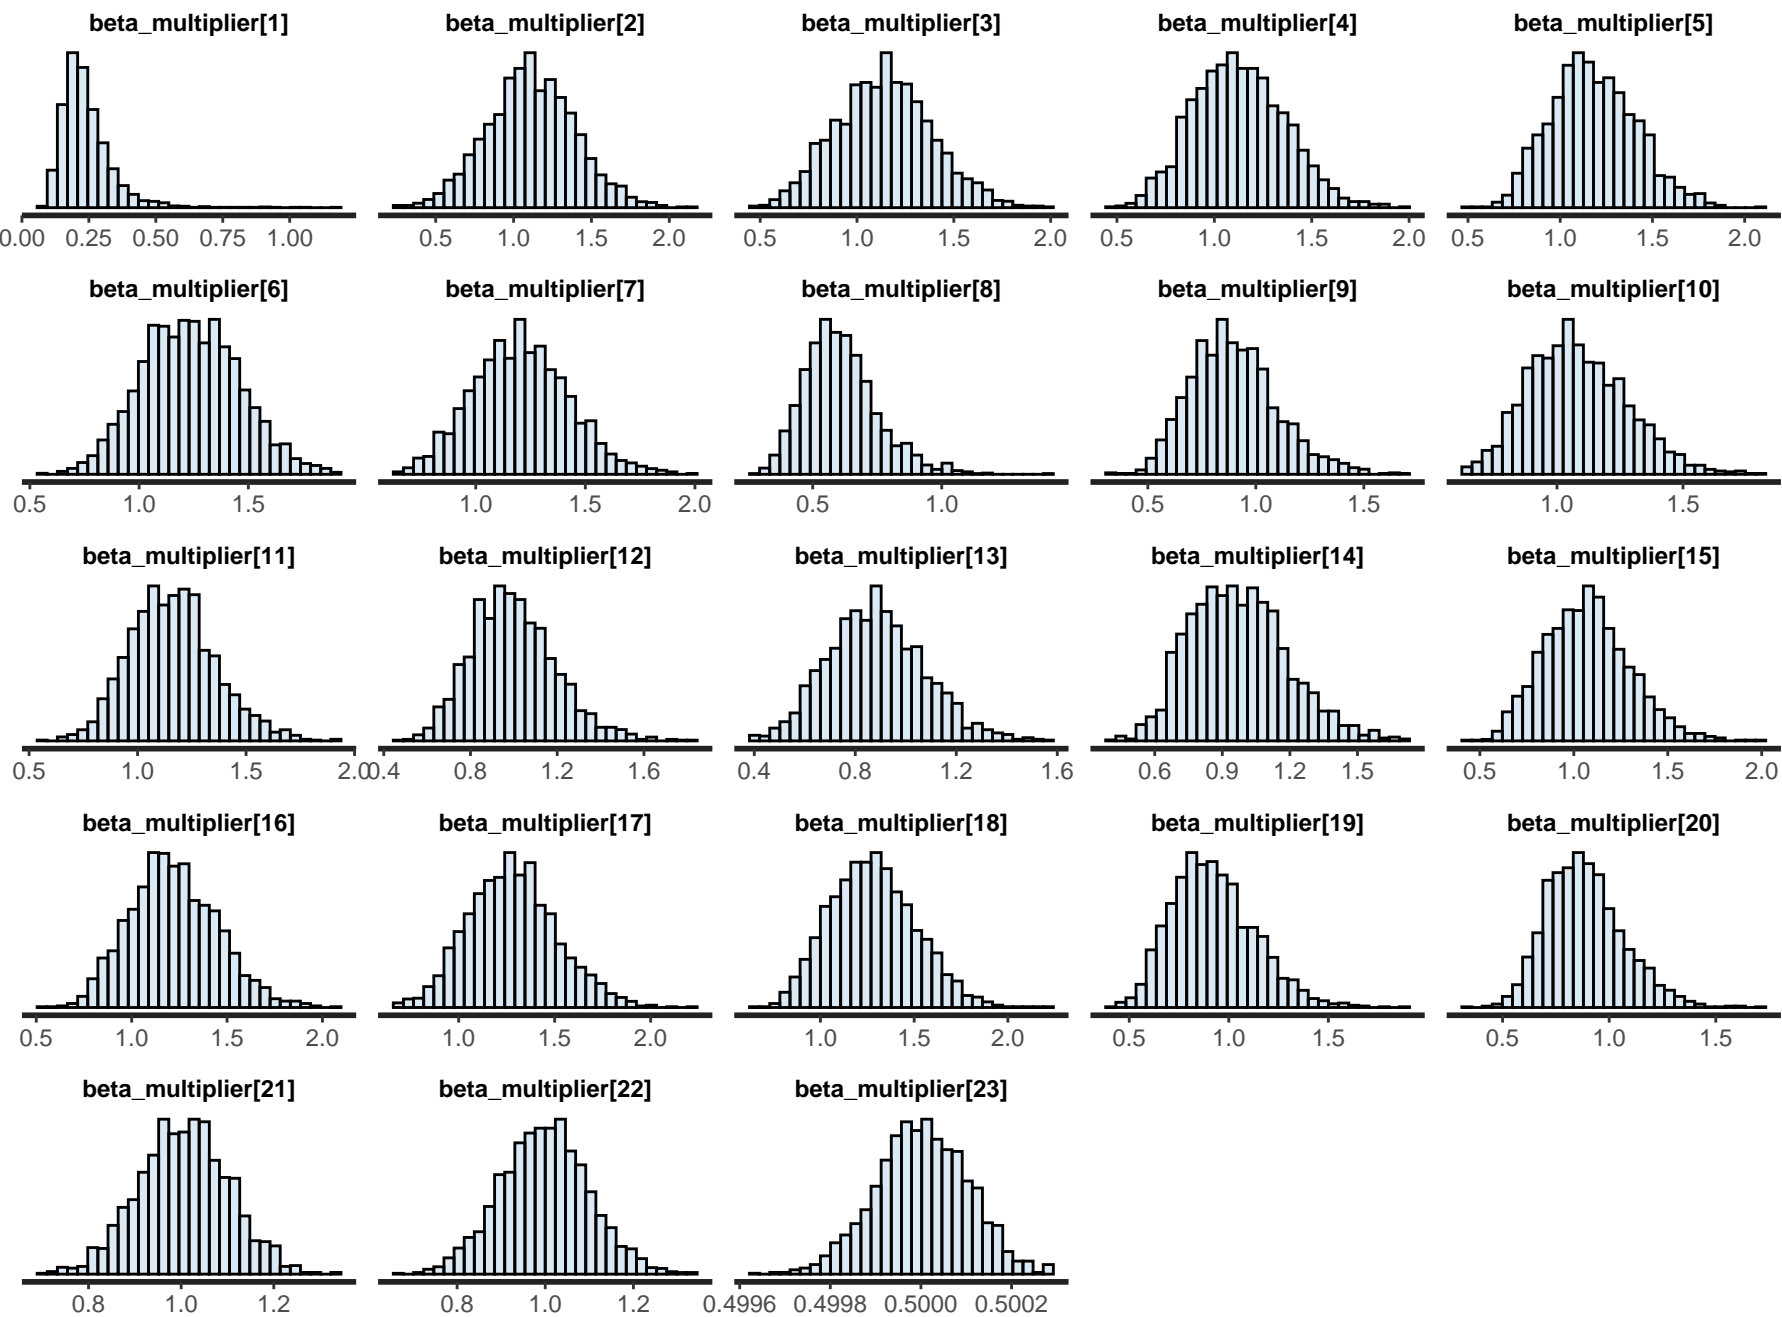 beta_multiplier[1] beta_multiplier[2] beta_multiplier[3] beta_multiplier[4] beta_multiplier[5]
0.00 0.25 0.50 0.75 1.00 0.5 1.0 1.5 2.0 0.5 1.0 1.5 2.0 0.5 1.0 1.5 2.0 0.5 1.0 1.5 2.0
beta_multiplier[6] beta_multiplier[7] beta_multiplier[8] beta_multiplier[9] beta_multiplier[10]
0.5 1.0 1.5 1.0 1.5 2.0 0.5 1.0 0.5 1.0 1.5 1.0 1.5
beta_multiplier[11] beta_multiplier[12] beta_multiplier[13] beta_multiplier[14] beta_multiplier[15]
0.5 1.0 1.5 2.0 0.4 0.8 1.2 1.6 0.4 0.8 1.2 1.6 0.6 0.9 1.2 1.5 0.5 1.0 1.5 2.0
beta_multiplier[16] beta_multiplier[17] beta_multiplier[18] beta_multiplier[19] beta_multiplier[20]
0.5 1.0 1.5 2.0 1.0 1.5 2.0 1.0 1.5 2.0 0.5 1.0 1.5 0.5 1.0 1.5
beta_multiplier[21] beta_multiplier[22] beta_multiplier[23]
0.8 1.0 1.2 0.8 1.0 1.2 0.4996 0.4998 0.5000 0.5002